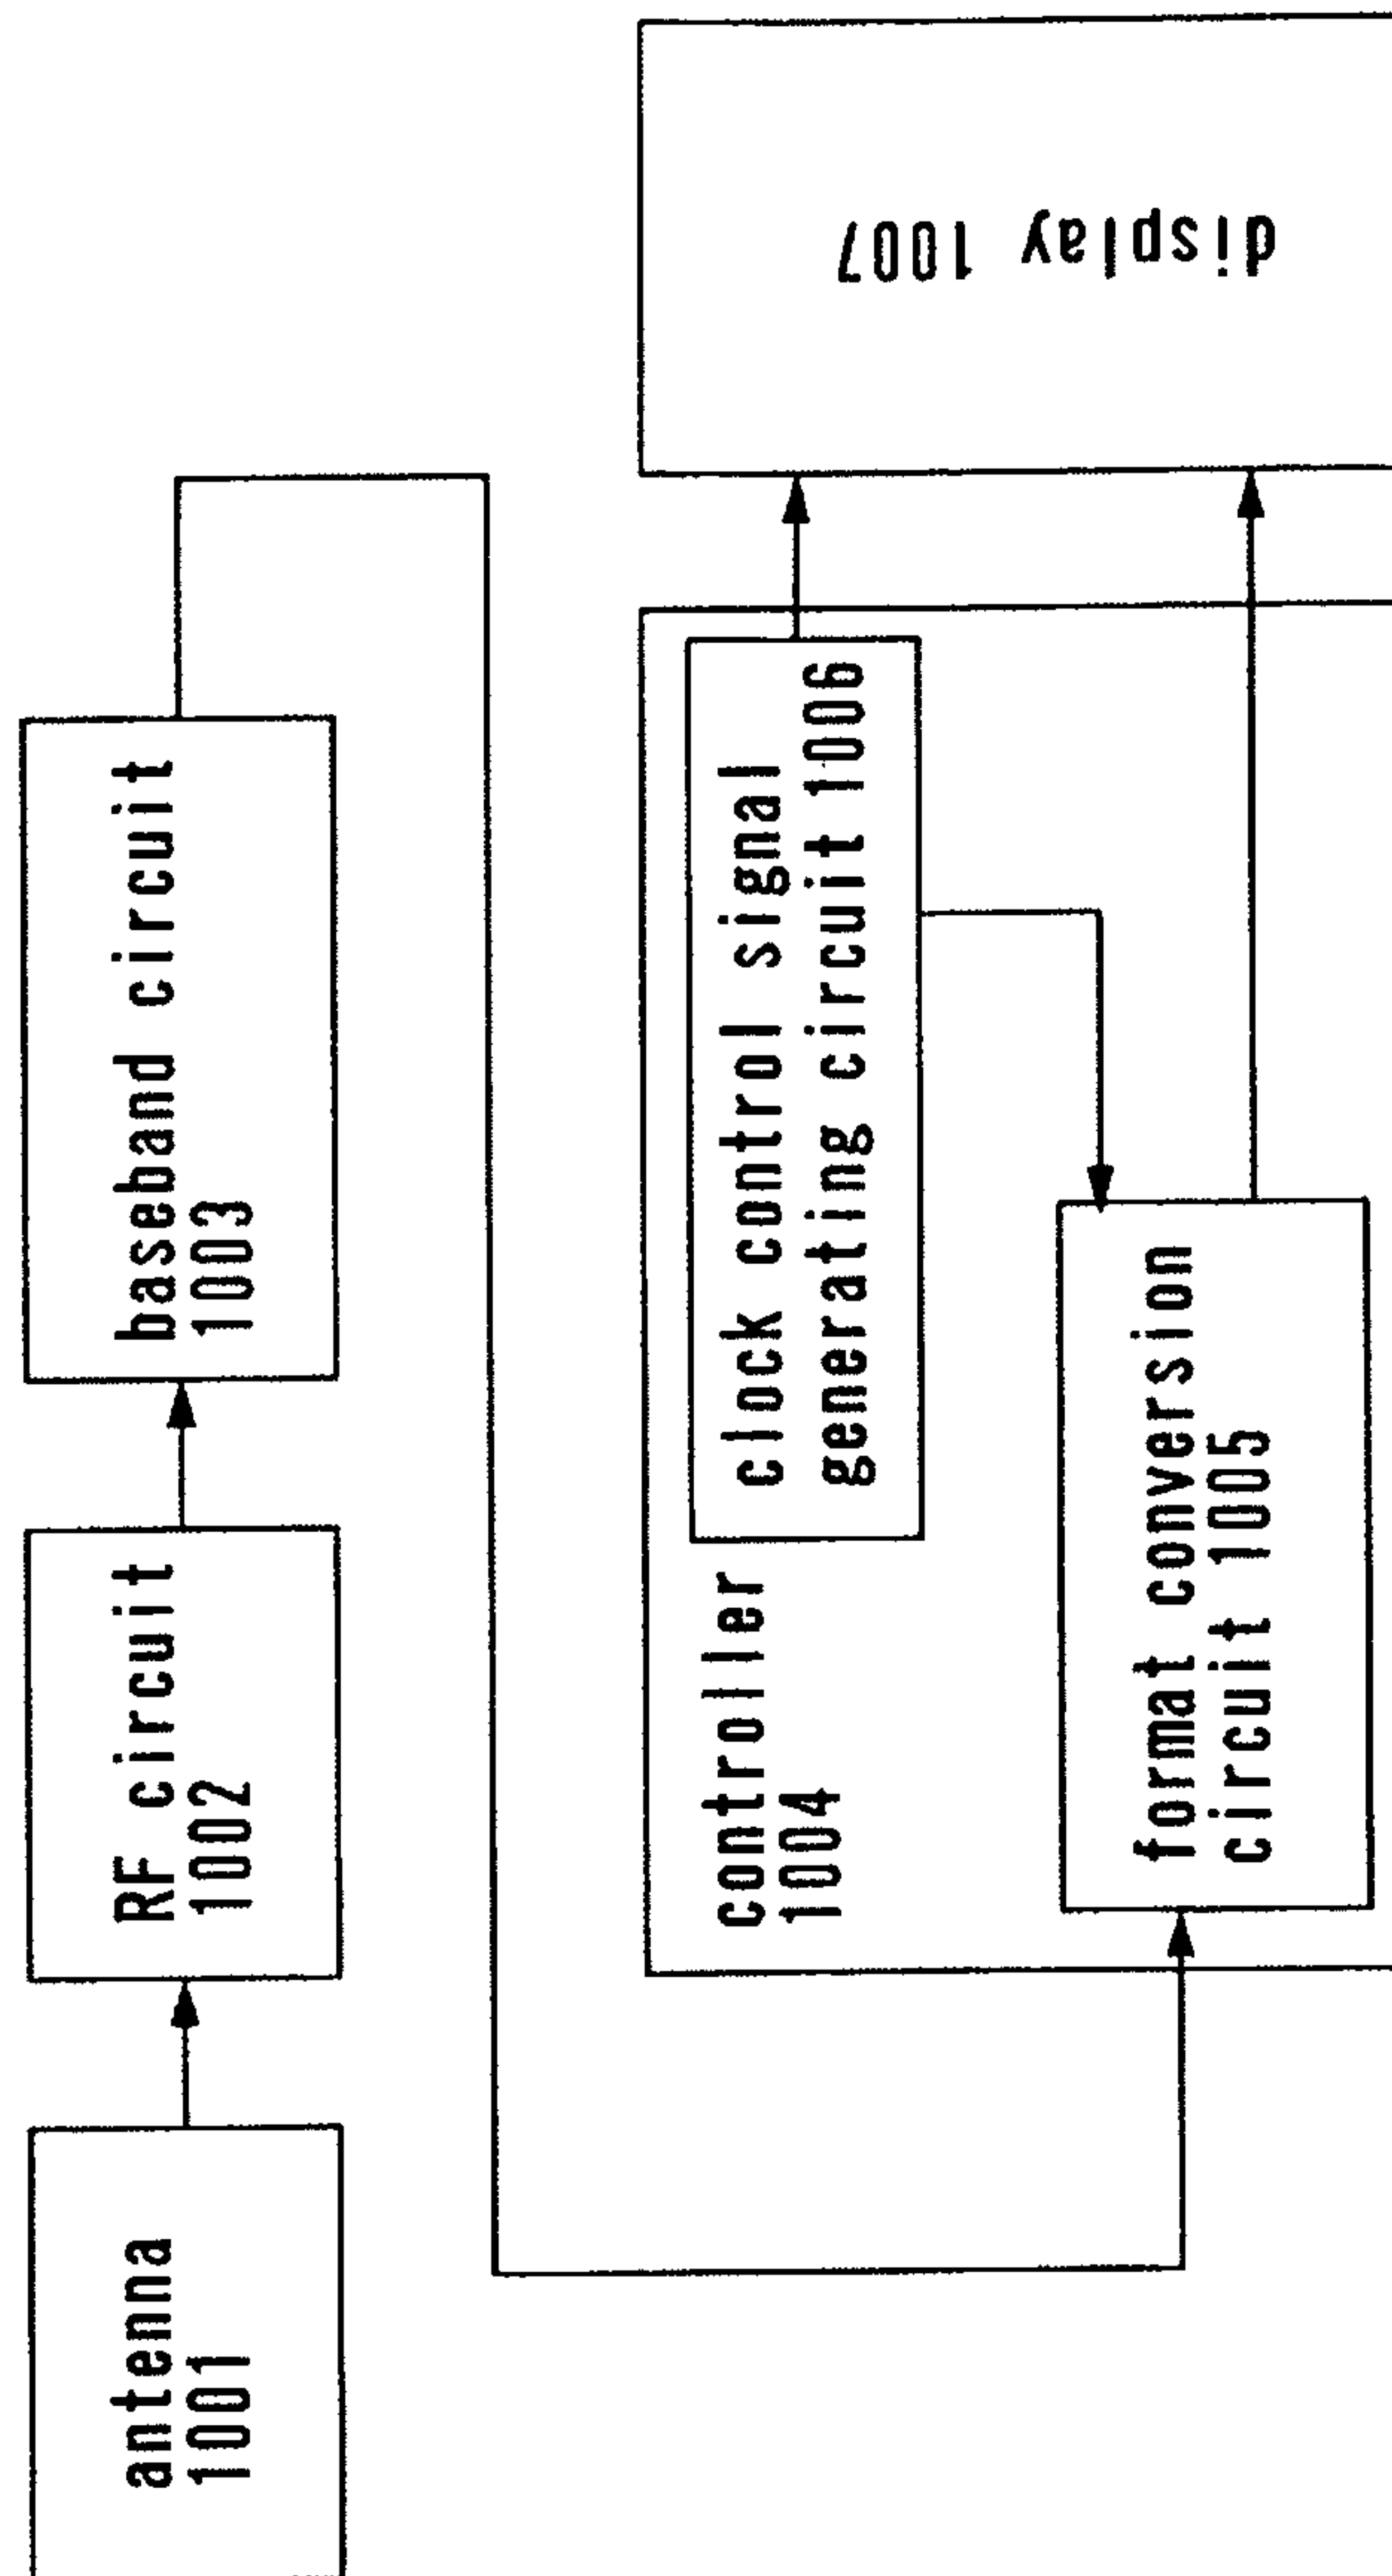 antenna
1001
RF circuit
1002
baseband circuit
1003
controller
1004
clock control signal
generating circuit 1006
format conversion
circuit 1005
display 1007